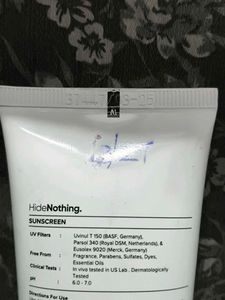 HideNothing.
SUNSCREEN
UV Filters : Uvinul T 150 (BASF, Germany),
Parsol 340 (Royal DSM, Netherlands), &
Eusolex 9020 (Merck, Germany)
Free From : Fragrance, Parabens, Sulfates, Dyes,
Essential Oils
Clinical Tests : In vivo tested in US Lab. Dermatologically
Tested
pH : 6.0 - 7.0
Directions For Use